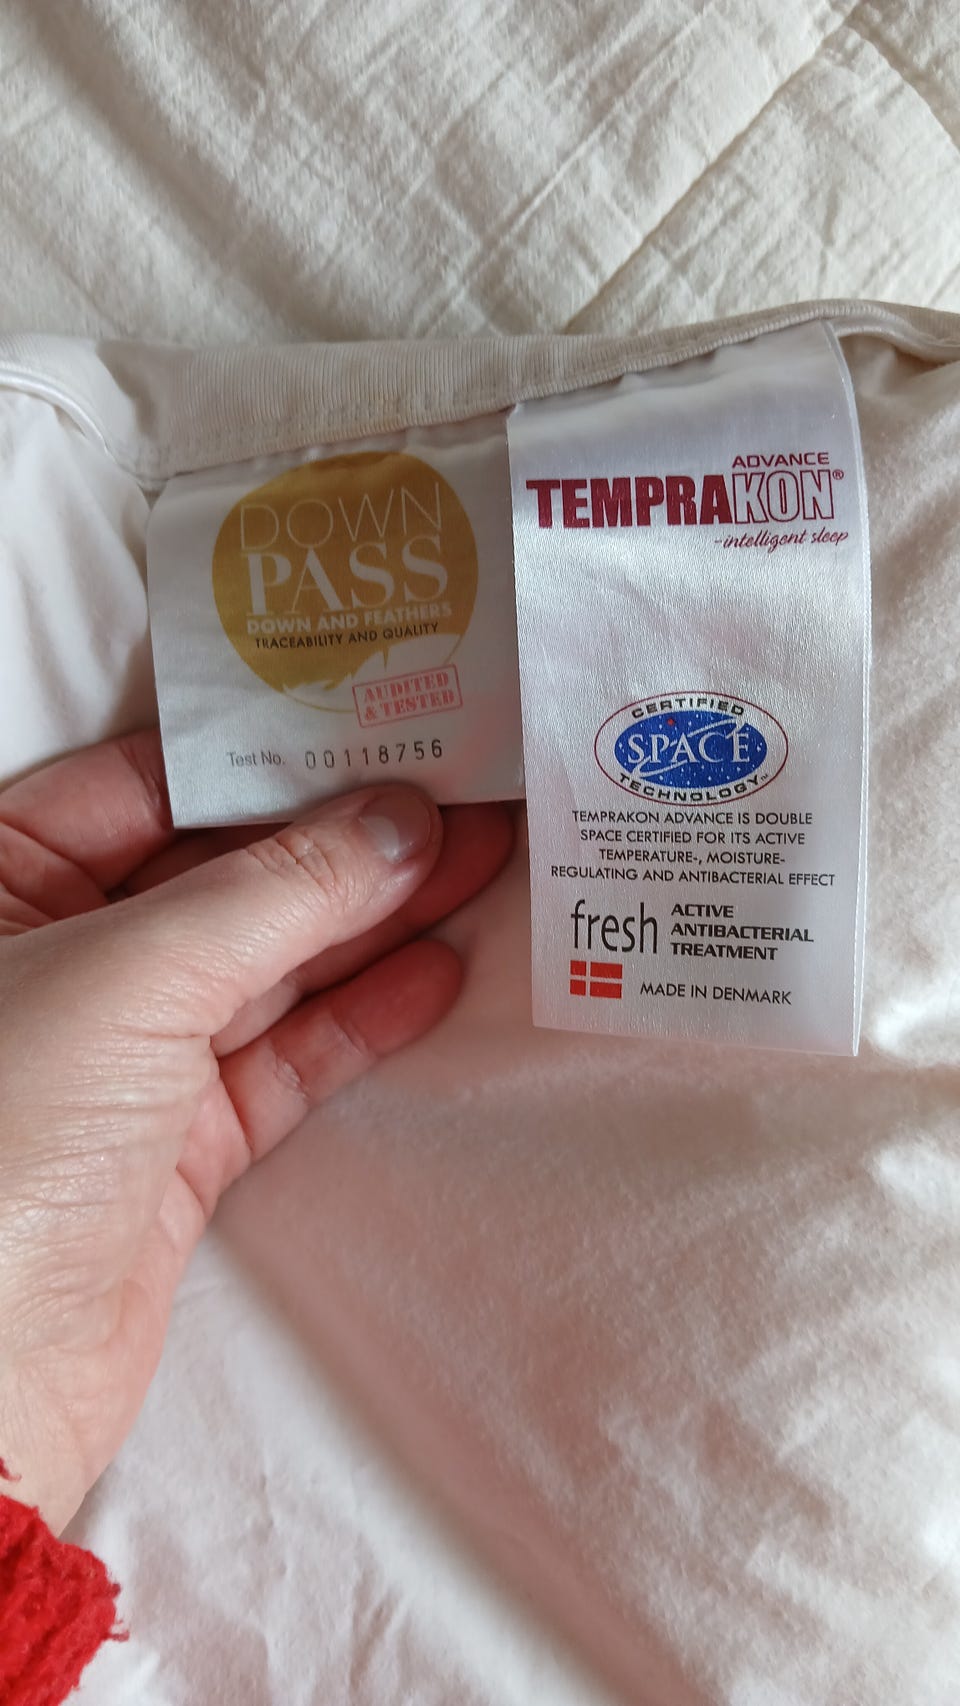 DOWN
PASS
DOWN AND FEATHERS
TRACEABILITY AND QUALITY
AUDITED
& TESTED
Test No. 00118756
ADVANCE
TEMPRAKON®
-intelligent sleep
CERTIFIED
SPACE
TECHNOLOGY™
TEMPRAKON ADVANCE IS DOUBLE
SPACE CERTIFIED FOR ITS ACTIVE
TEMPERATURE-, MOISTURE-
REGULATING AND ANTIBACTERIAL EFFECT
fresh
ACTIVE
ANTIBACTERIAL
TREATMENT
MADE IN DENMARK